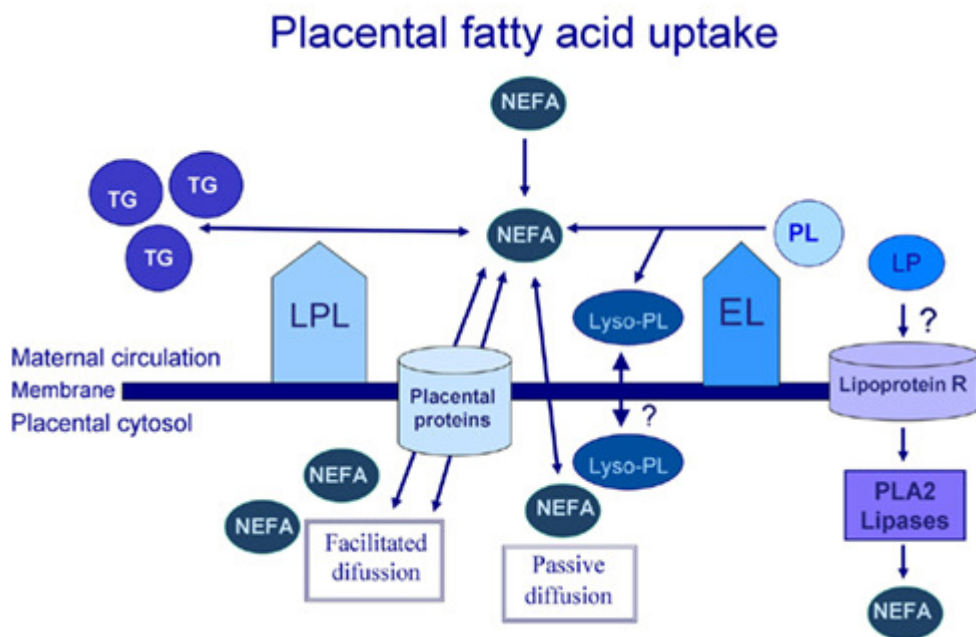 Placental fatty acid uptake
NEFA
TG
TG
TG
NEFA
PL
LP
LPL
Lyso-PL
EL
?
Maternal circulation
Membrane
Placental cytosol
Placental
proteins
Lipoprotein R
?
Lyso-PL
NEFA
NEFA
NEFA
PLA2
Lipases
Facilitated
difussion
Passive
diffusion
NEFA